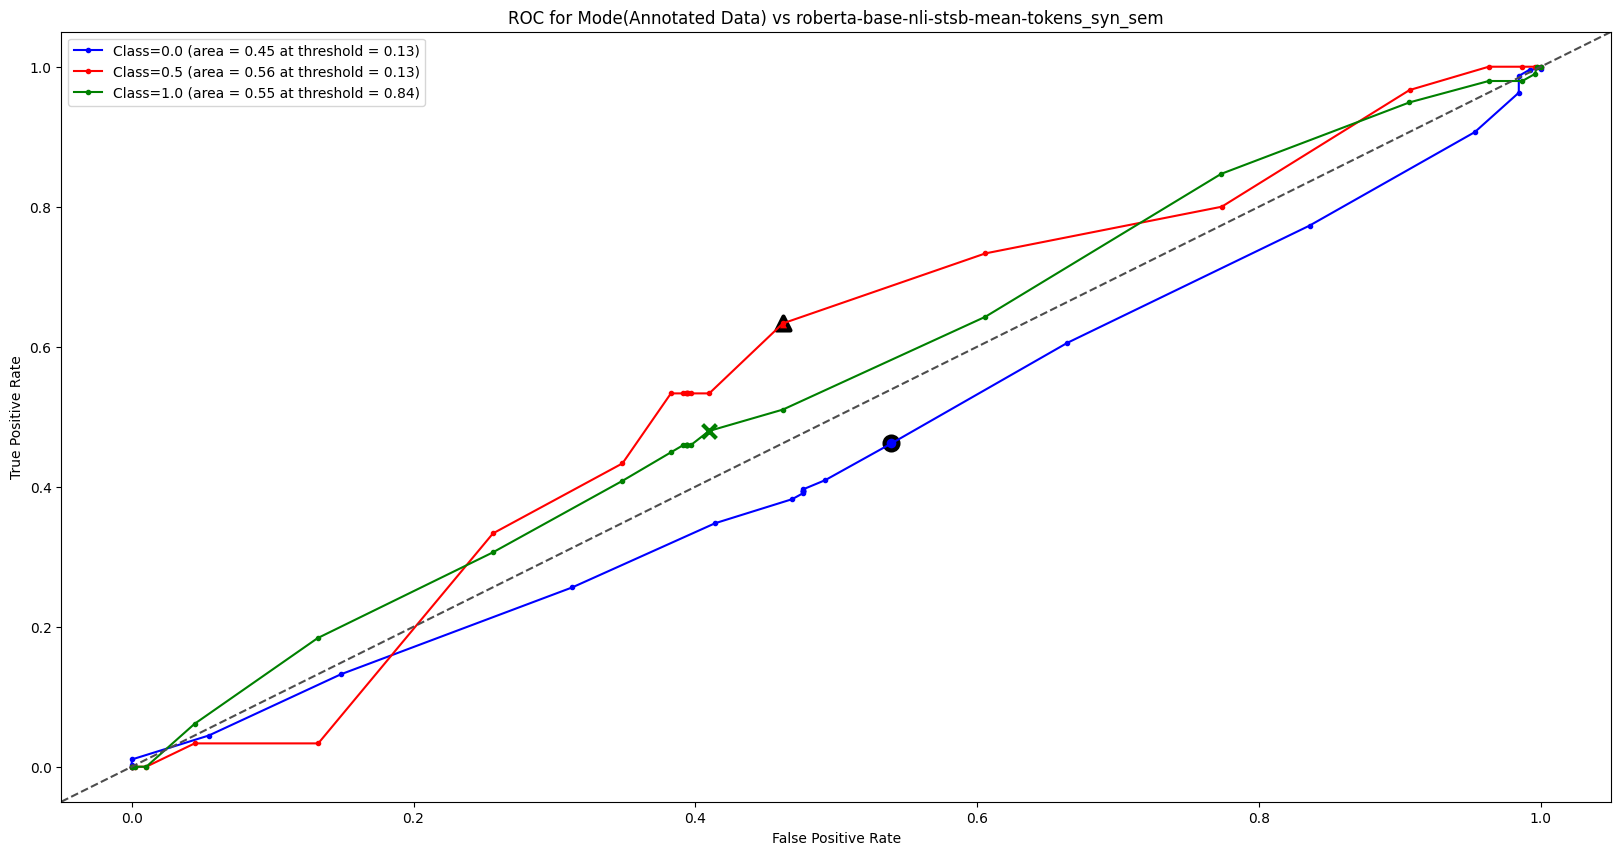 ROC for Mode(Annotated Data) vs roberta-base-nli-stsb-mean-tokens_syn_sem
Class=0.0 (area = 0.45 at threshold = 0.13)
Class=0.5 (area = 0.56 at threshold = 0.13)
Class=1.0 (area = 0.55 at threshold = 0.84)
True Positive Rate
1.0
0.8
0.6
0.4
0.2
0.0
0.0 0.2 0.4 0.6 0.8 1.0
False Positive Rate